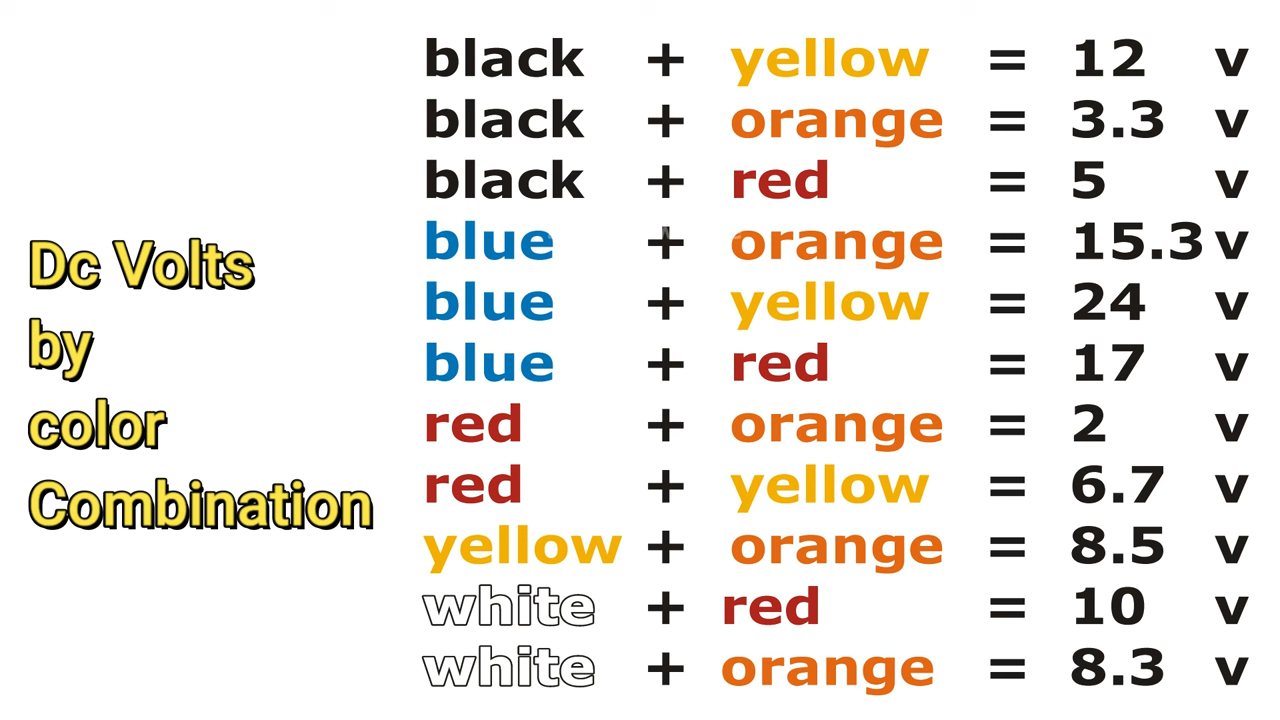 Dc Volts
by
color
Combination
black + yellow = 12 v
black + orange = 3.3 v
black + red = 5 v
blue + orange = 15.3 v
blue + yellow = 24 v
blue + red = 17 v
red + orange = 2 v
red + yellow = 6.7 v
yellow + orange = 8.5 v
white + red = 10 v
white + orange = 8.3 v